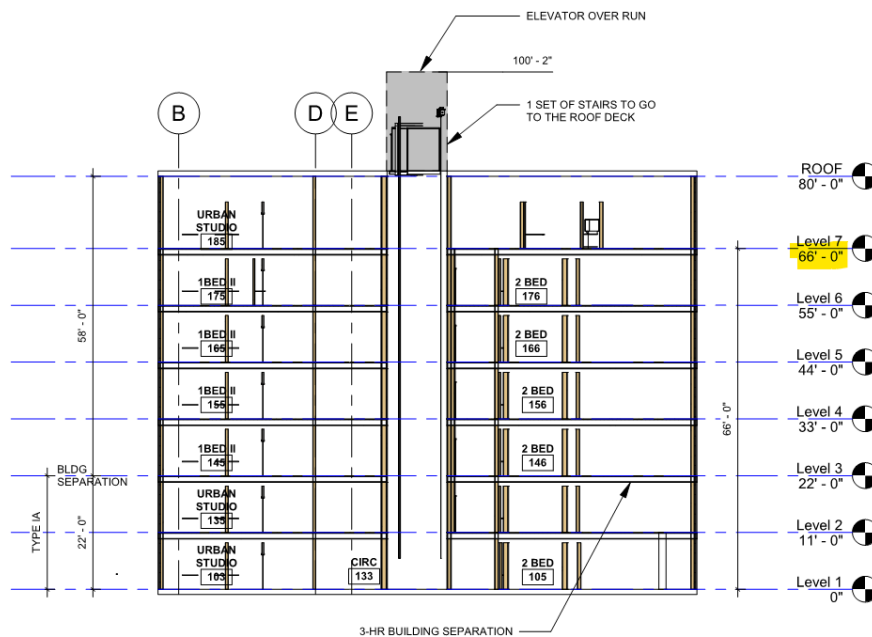 ELEVATOR OVER RUN
100' - 2"
1 SET OF STAIRS TO GO
TO THE ROOF DECK
B
D
E
ROOF
80' - 0"
URBAN
STUDIO
185
Level 7
66' - 0"
1BED II
175
2 BED
176
Level 6
55' - 0"
58' - 0"
1BED II
165
2 BED
166
Level 5
44' - 0"
1BED II
155
2 BED
156
Level 4
33' - 0"
66' - 0"
1BED II
145
2 BED
146
Level 3
22' - 0"
BLDG
SEPARATION
URBAN
STUDIO
135
Level 2
11' - 0"
TYPE IA
22' - 0"
URBAN
STUDIO
103
CIRC
133
2 BED
105
Level 1
0"
3-HR BUILDING SEPARATION